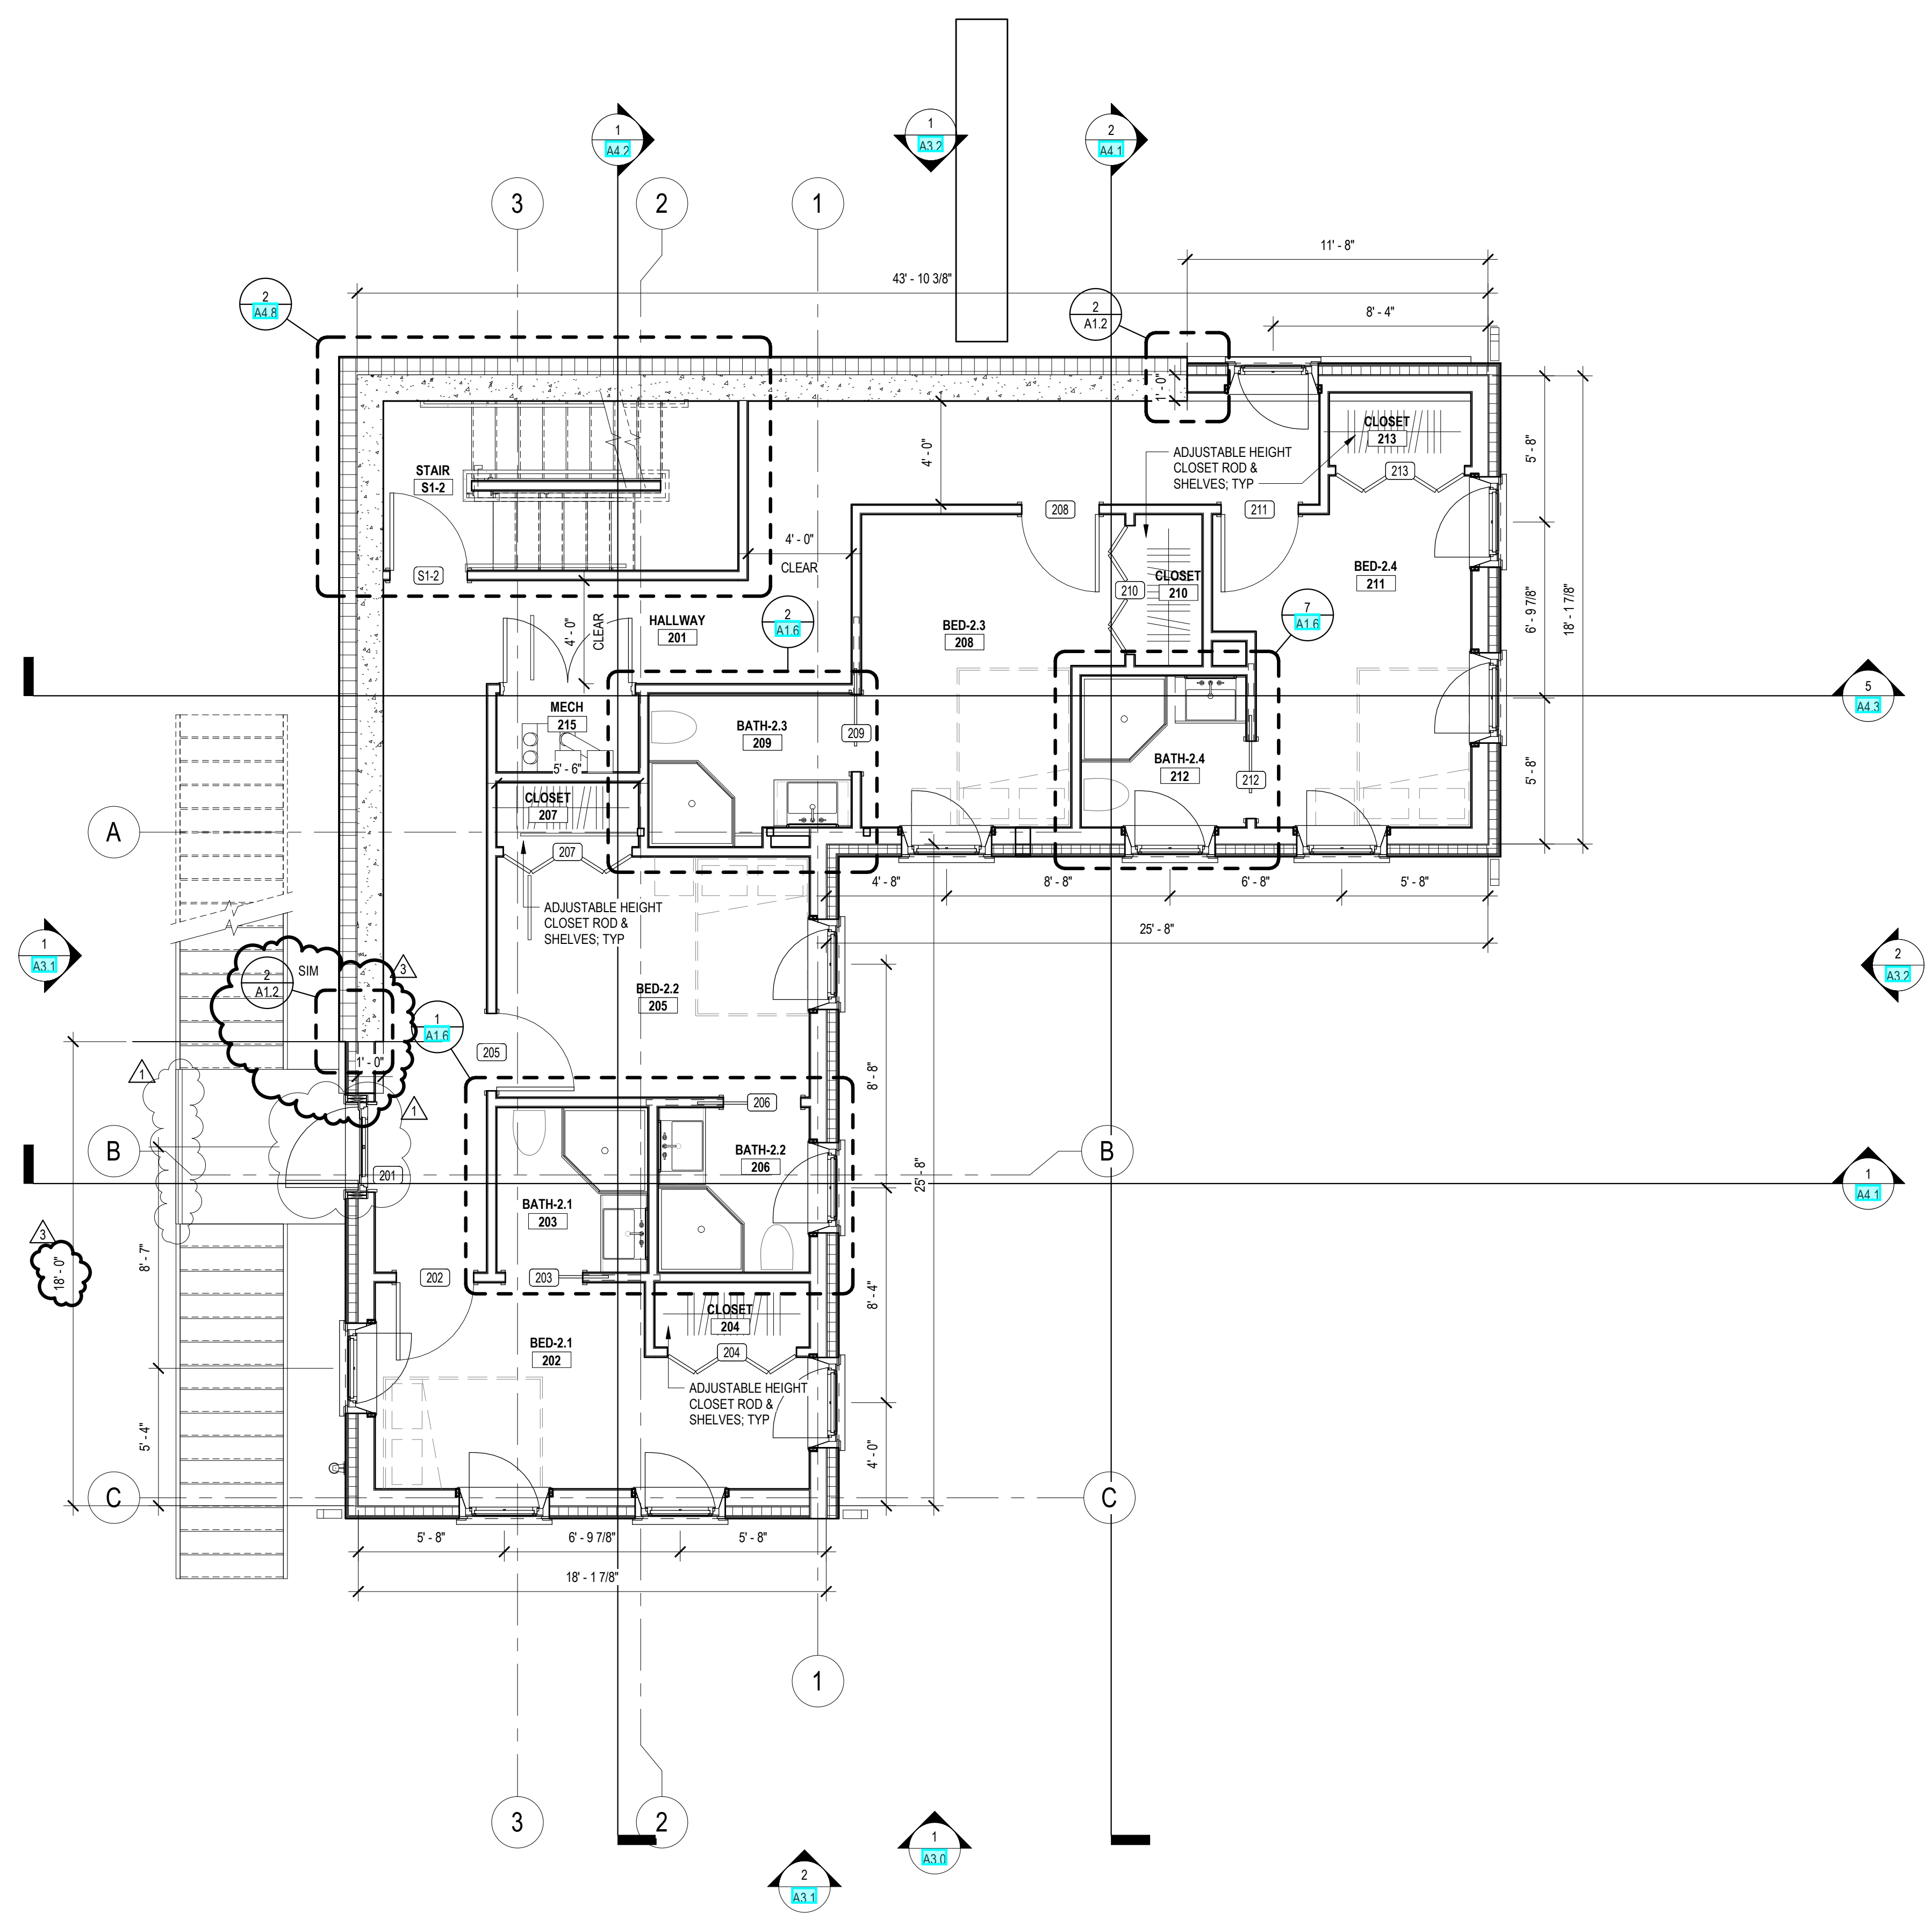 1
A4.2
1
A3.2
2
A4.1
3
2
1
11' - 8"
43' - 10 3/8"
8' - 4"
2
A4.8
2
A1.2
1' - 0"
STAIR
S1-2
S1-2
4' - 0"
4' - 0"
CLEAR
4' - 0"
CLEAR
ADJUSTABLE HEIGHT
CLOSET ROD &
SHELVES; TYP
CLOSET
213
213
5' - 8"
208
211
HALLWAY
201
2
A1.6
BED-2.3
208
210
CLOSET
210
BED-2.4
211
7
A1.6
6' - 9 7/8"
18' - 1 7/8"
5
A4.3
MECH
215
5' - 6"
BATH-2.3
209
209
BATH-2.4
212
212
5' - 8"
CLOSET
207
207
A
4' - 8"
8' - 8"
6' - 8"
5' - 8"
25' - 8"
ADJUSTABLE HEIGHT
CLOSET ROD &
SHELVES; TYP
1
A3.1
2
A3.2
2
A1.2
SIM
3
1
A1.6
BED-2.2
205
205
1' - 0"
1
1
8' - 8"
206
B
B
201
BATH-2.2
206
25' - 8"
1
A4.1
BATH-2.1
203
3
18' - 0"
8' - 7"
202
203
8' - 4"
CLOSET
204
204
BED-2.1
202
ADJUSTABLE HEIGHT
CLOSET ROD &
SHELVES; TYP
5' - 4"
4' - 0"
C
C
5' - 8"
6' - 9 7/8"
5' - 8"
18' - 1 7/8"
1
3
2
1
A3.0
2
A3.1